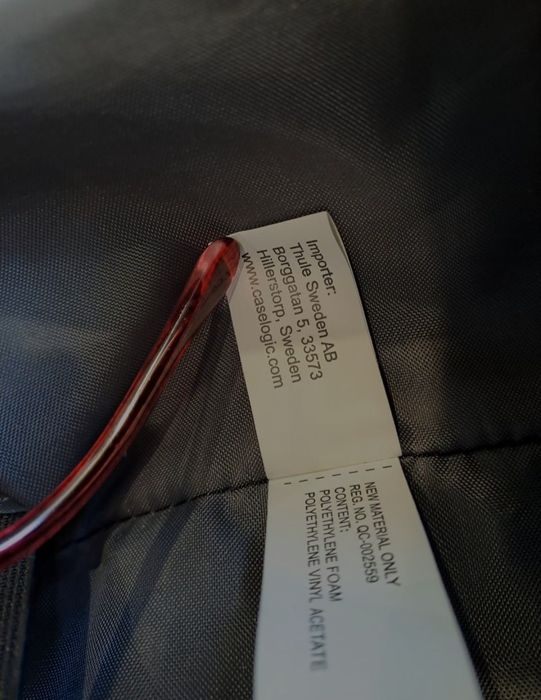 Importer:
Thule Sweden AB
Borggatan 5, 33573
Hillerstorp, Sweden
www.caselogic.com
NEW MATERIAL ONLY
REG. NO. QC-002559
CONTENT:
POLYETHYLENE FOAM
POLYETHYLENE VINYL ACETATE